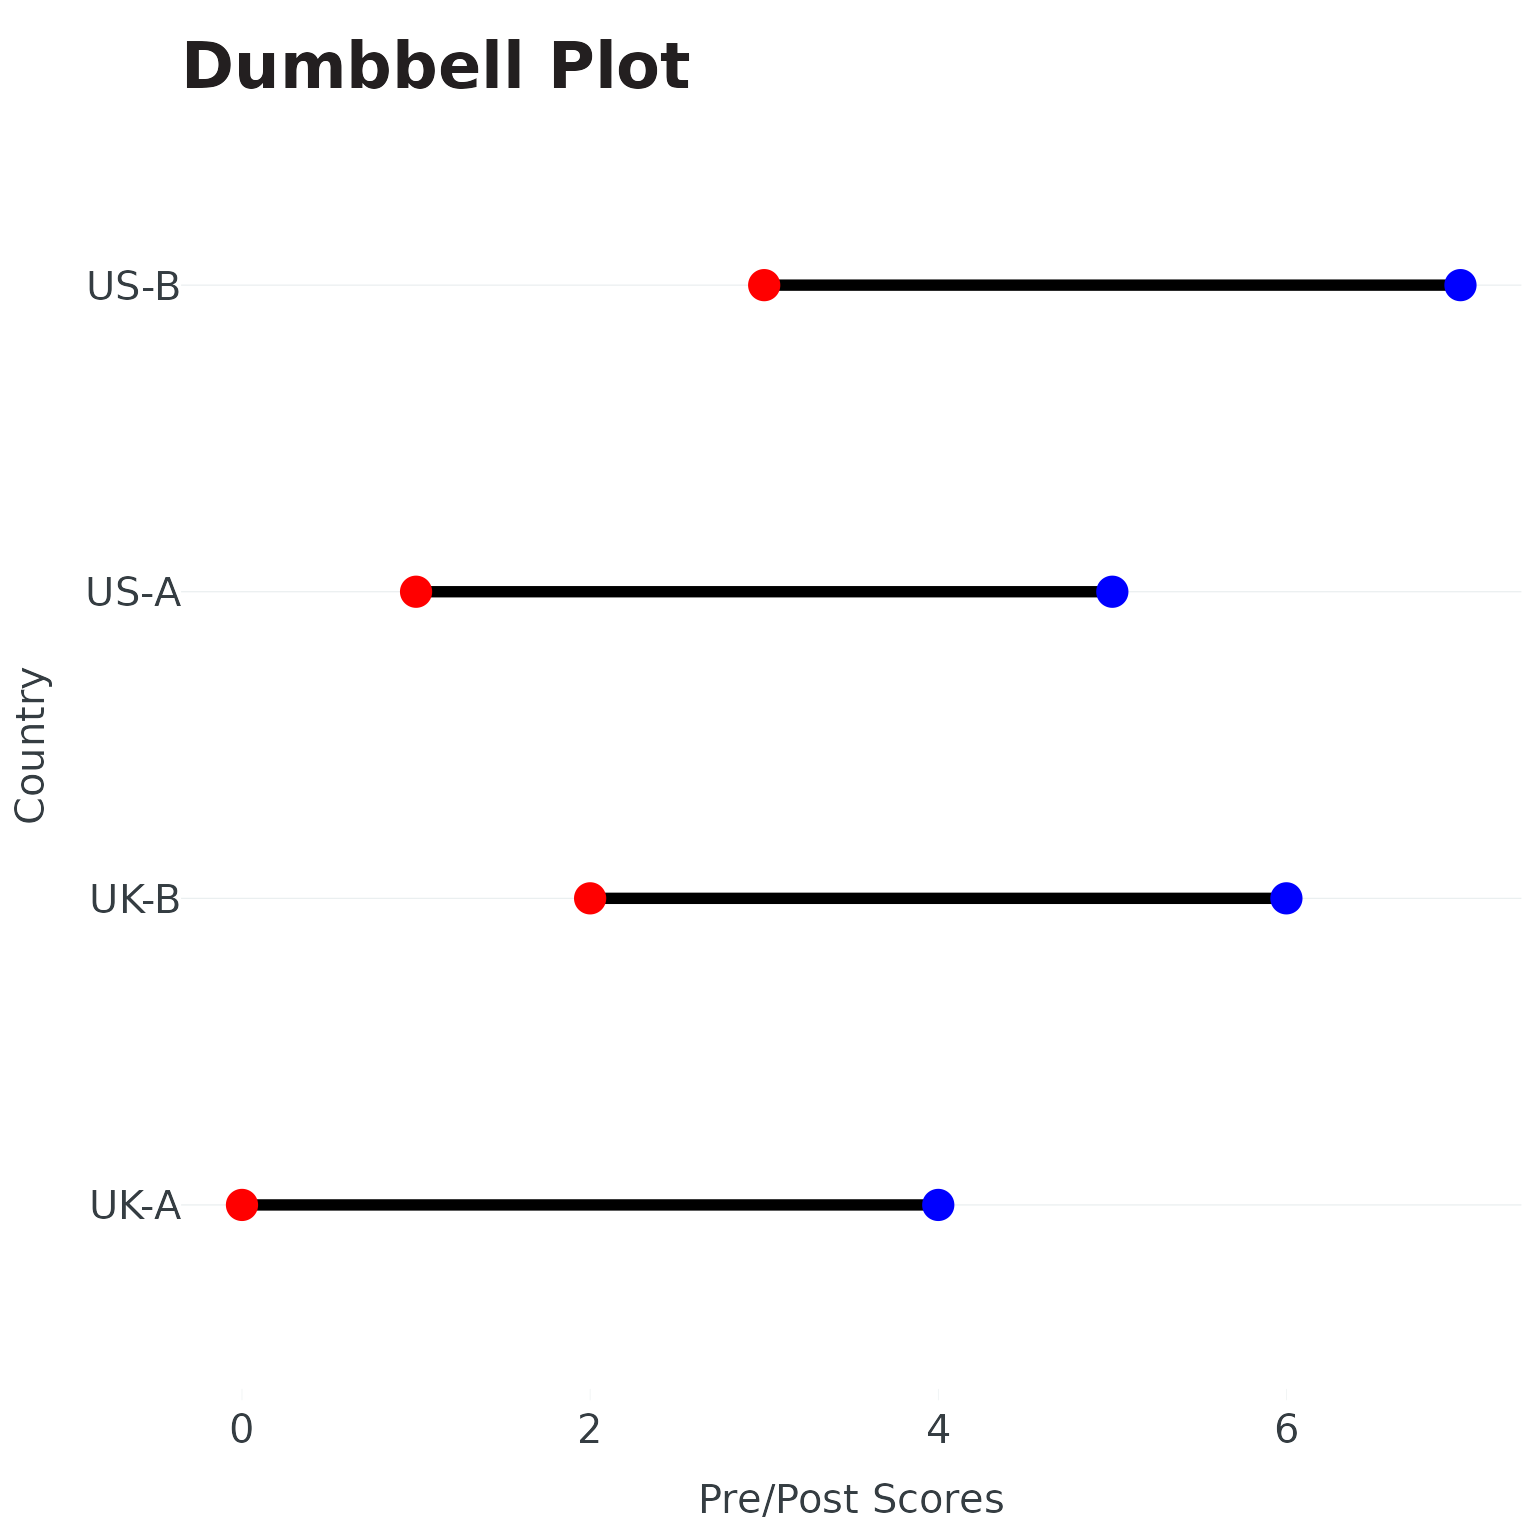 Dumbbell Plot
US-B
US-A
UK-B
UK-A
Country
0 2 4 6
Pre/Post Scores